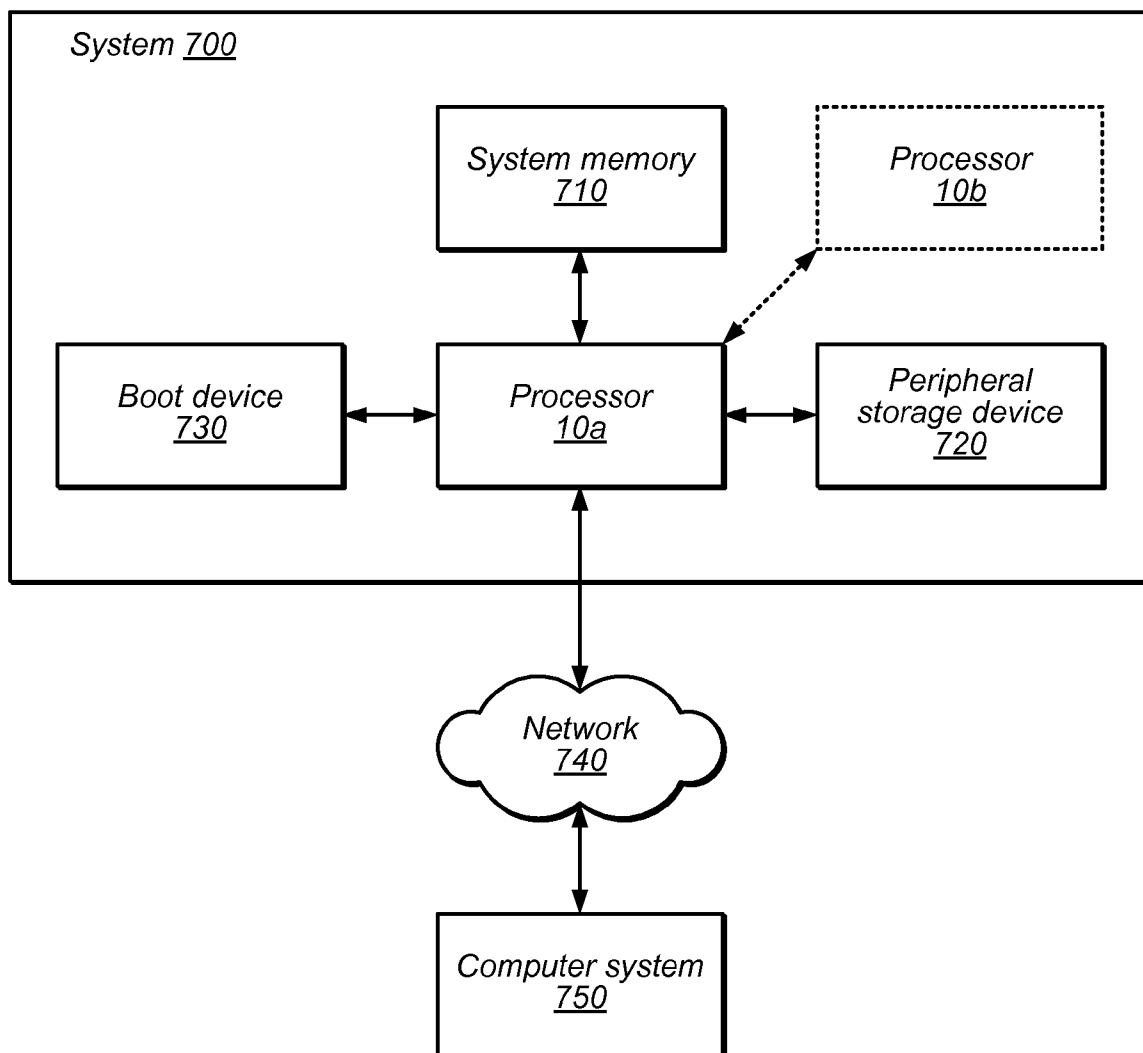 System 700
System memory
710
Processor
10b
Boot device
730
Processor
10a
Peripheral
storage device
720
Network
740
Computer system
750